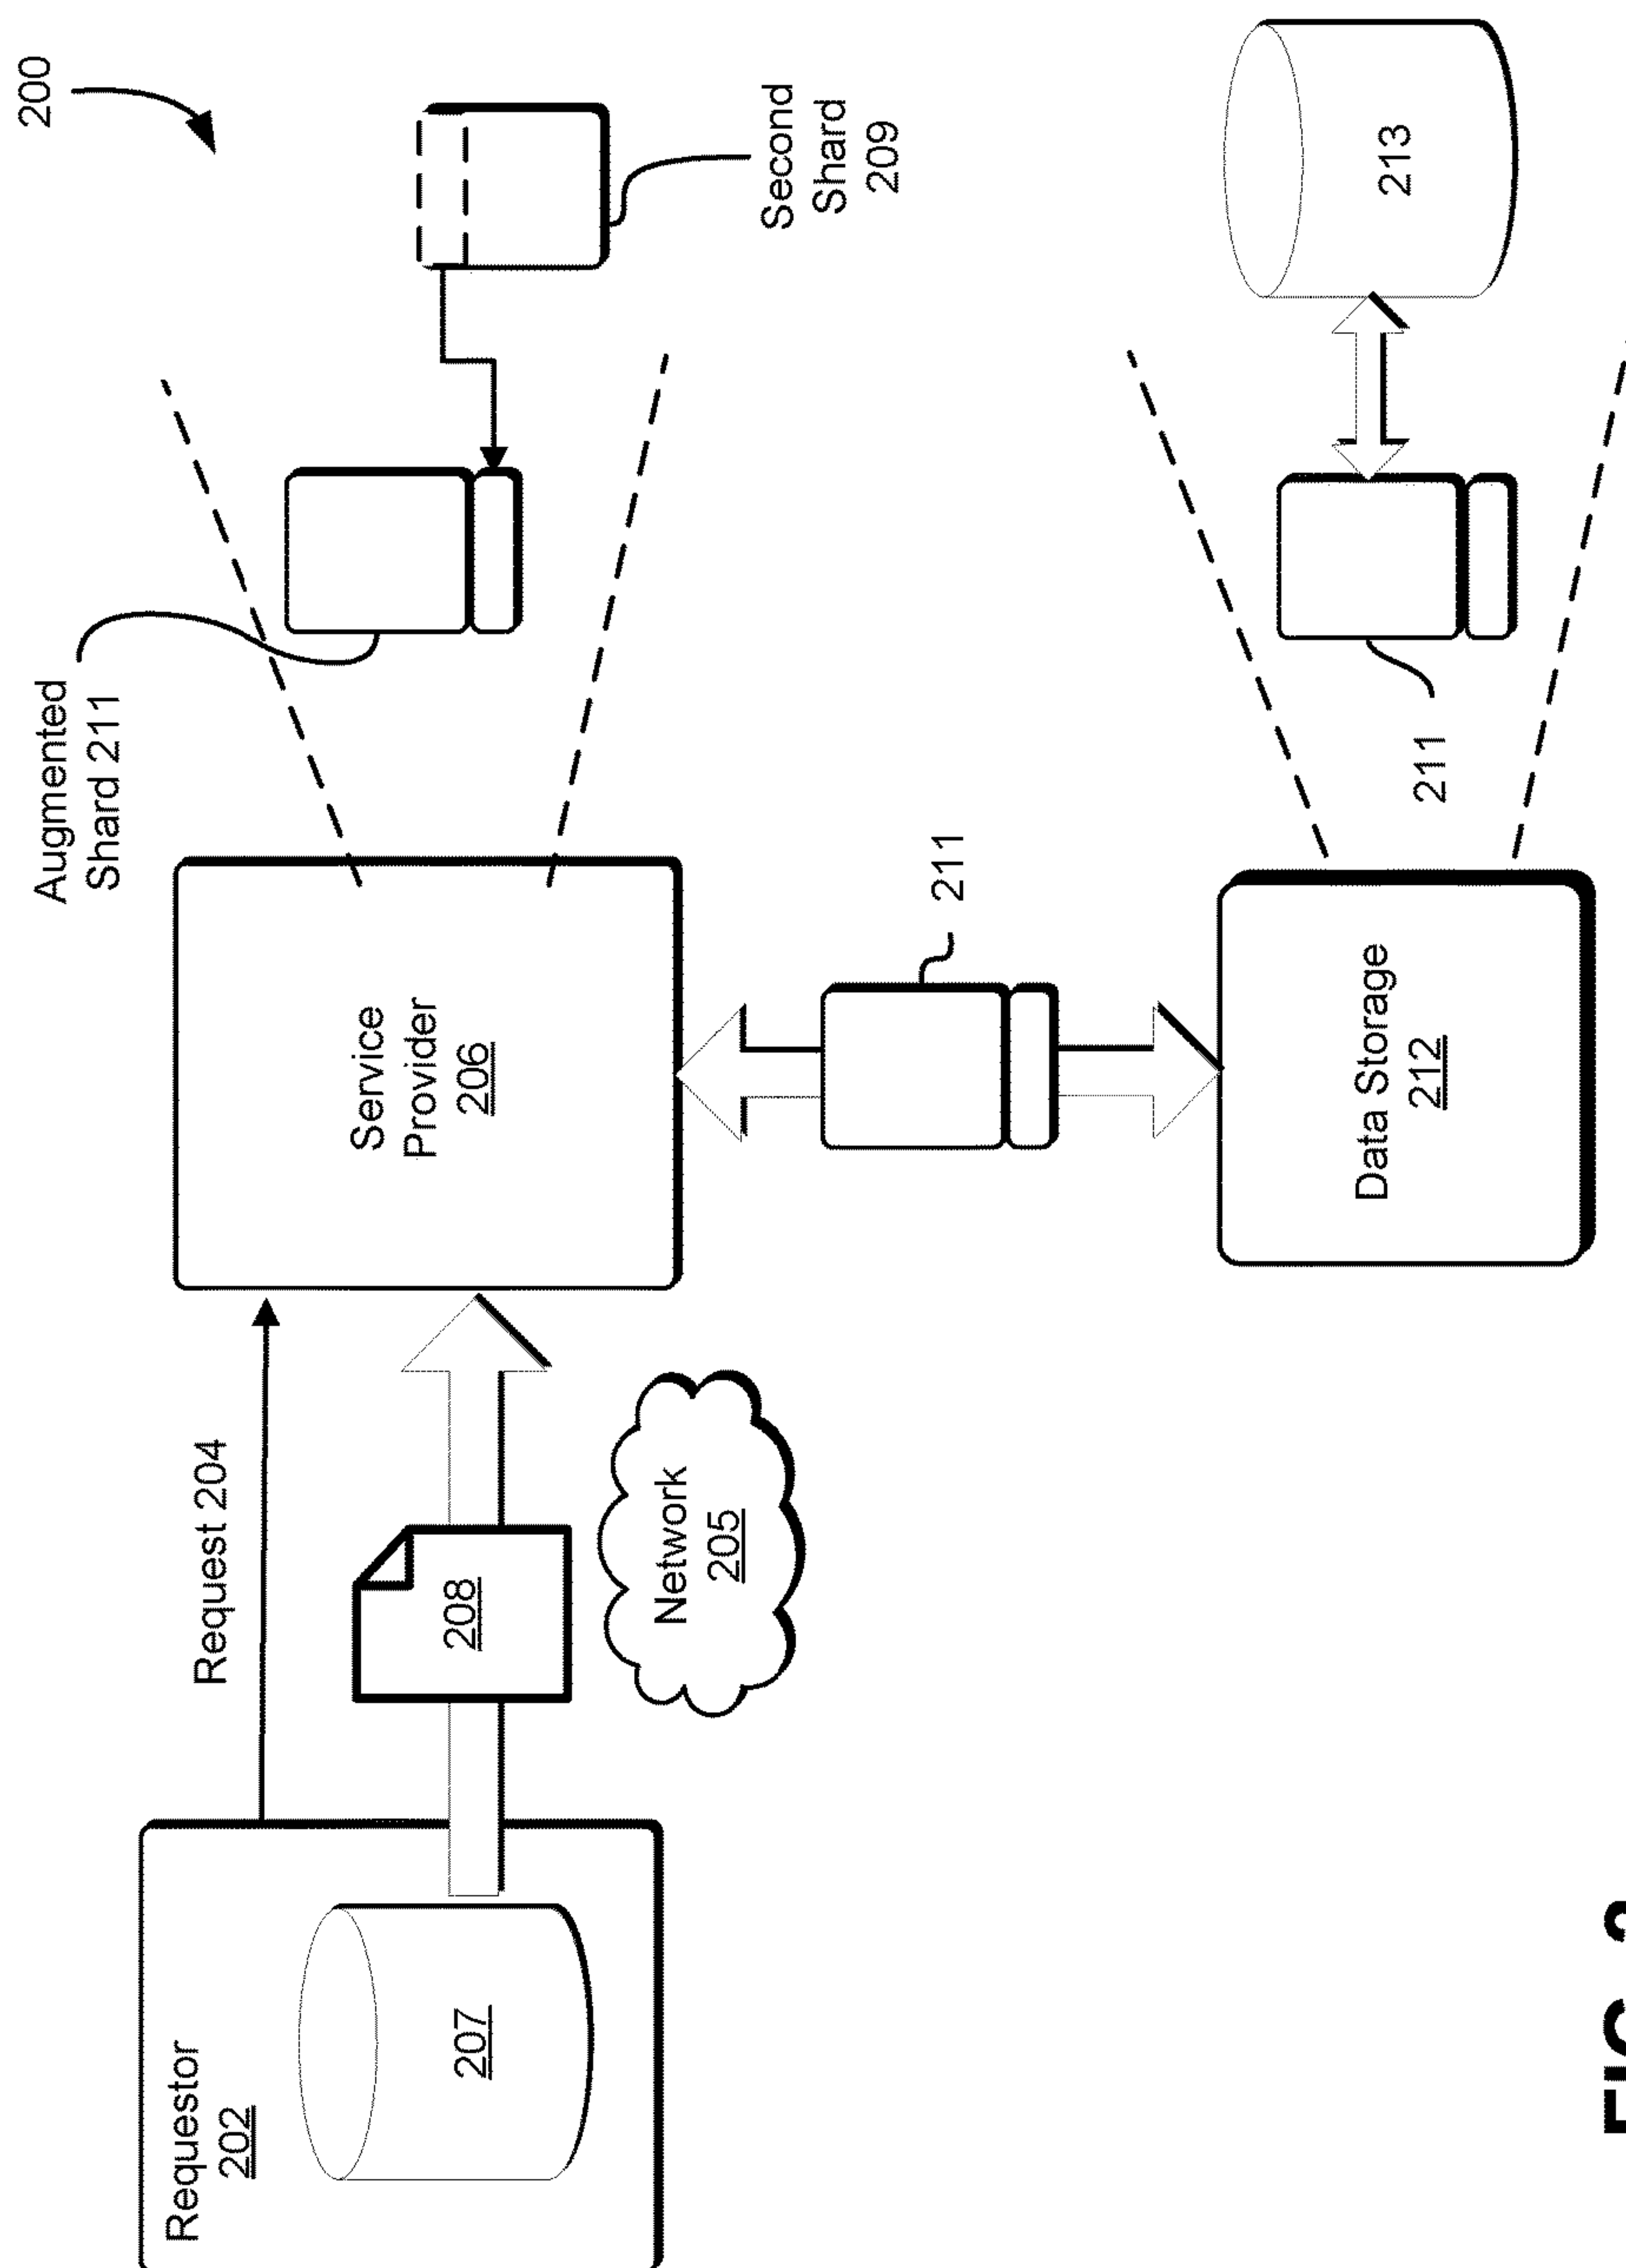 200
Requestor
202
207
Request 204
208
Network
205
Service
Provider
206
Augmented
Shard 211
Second
Shard
209
211
Data Storage
212
211
213